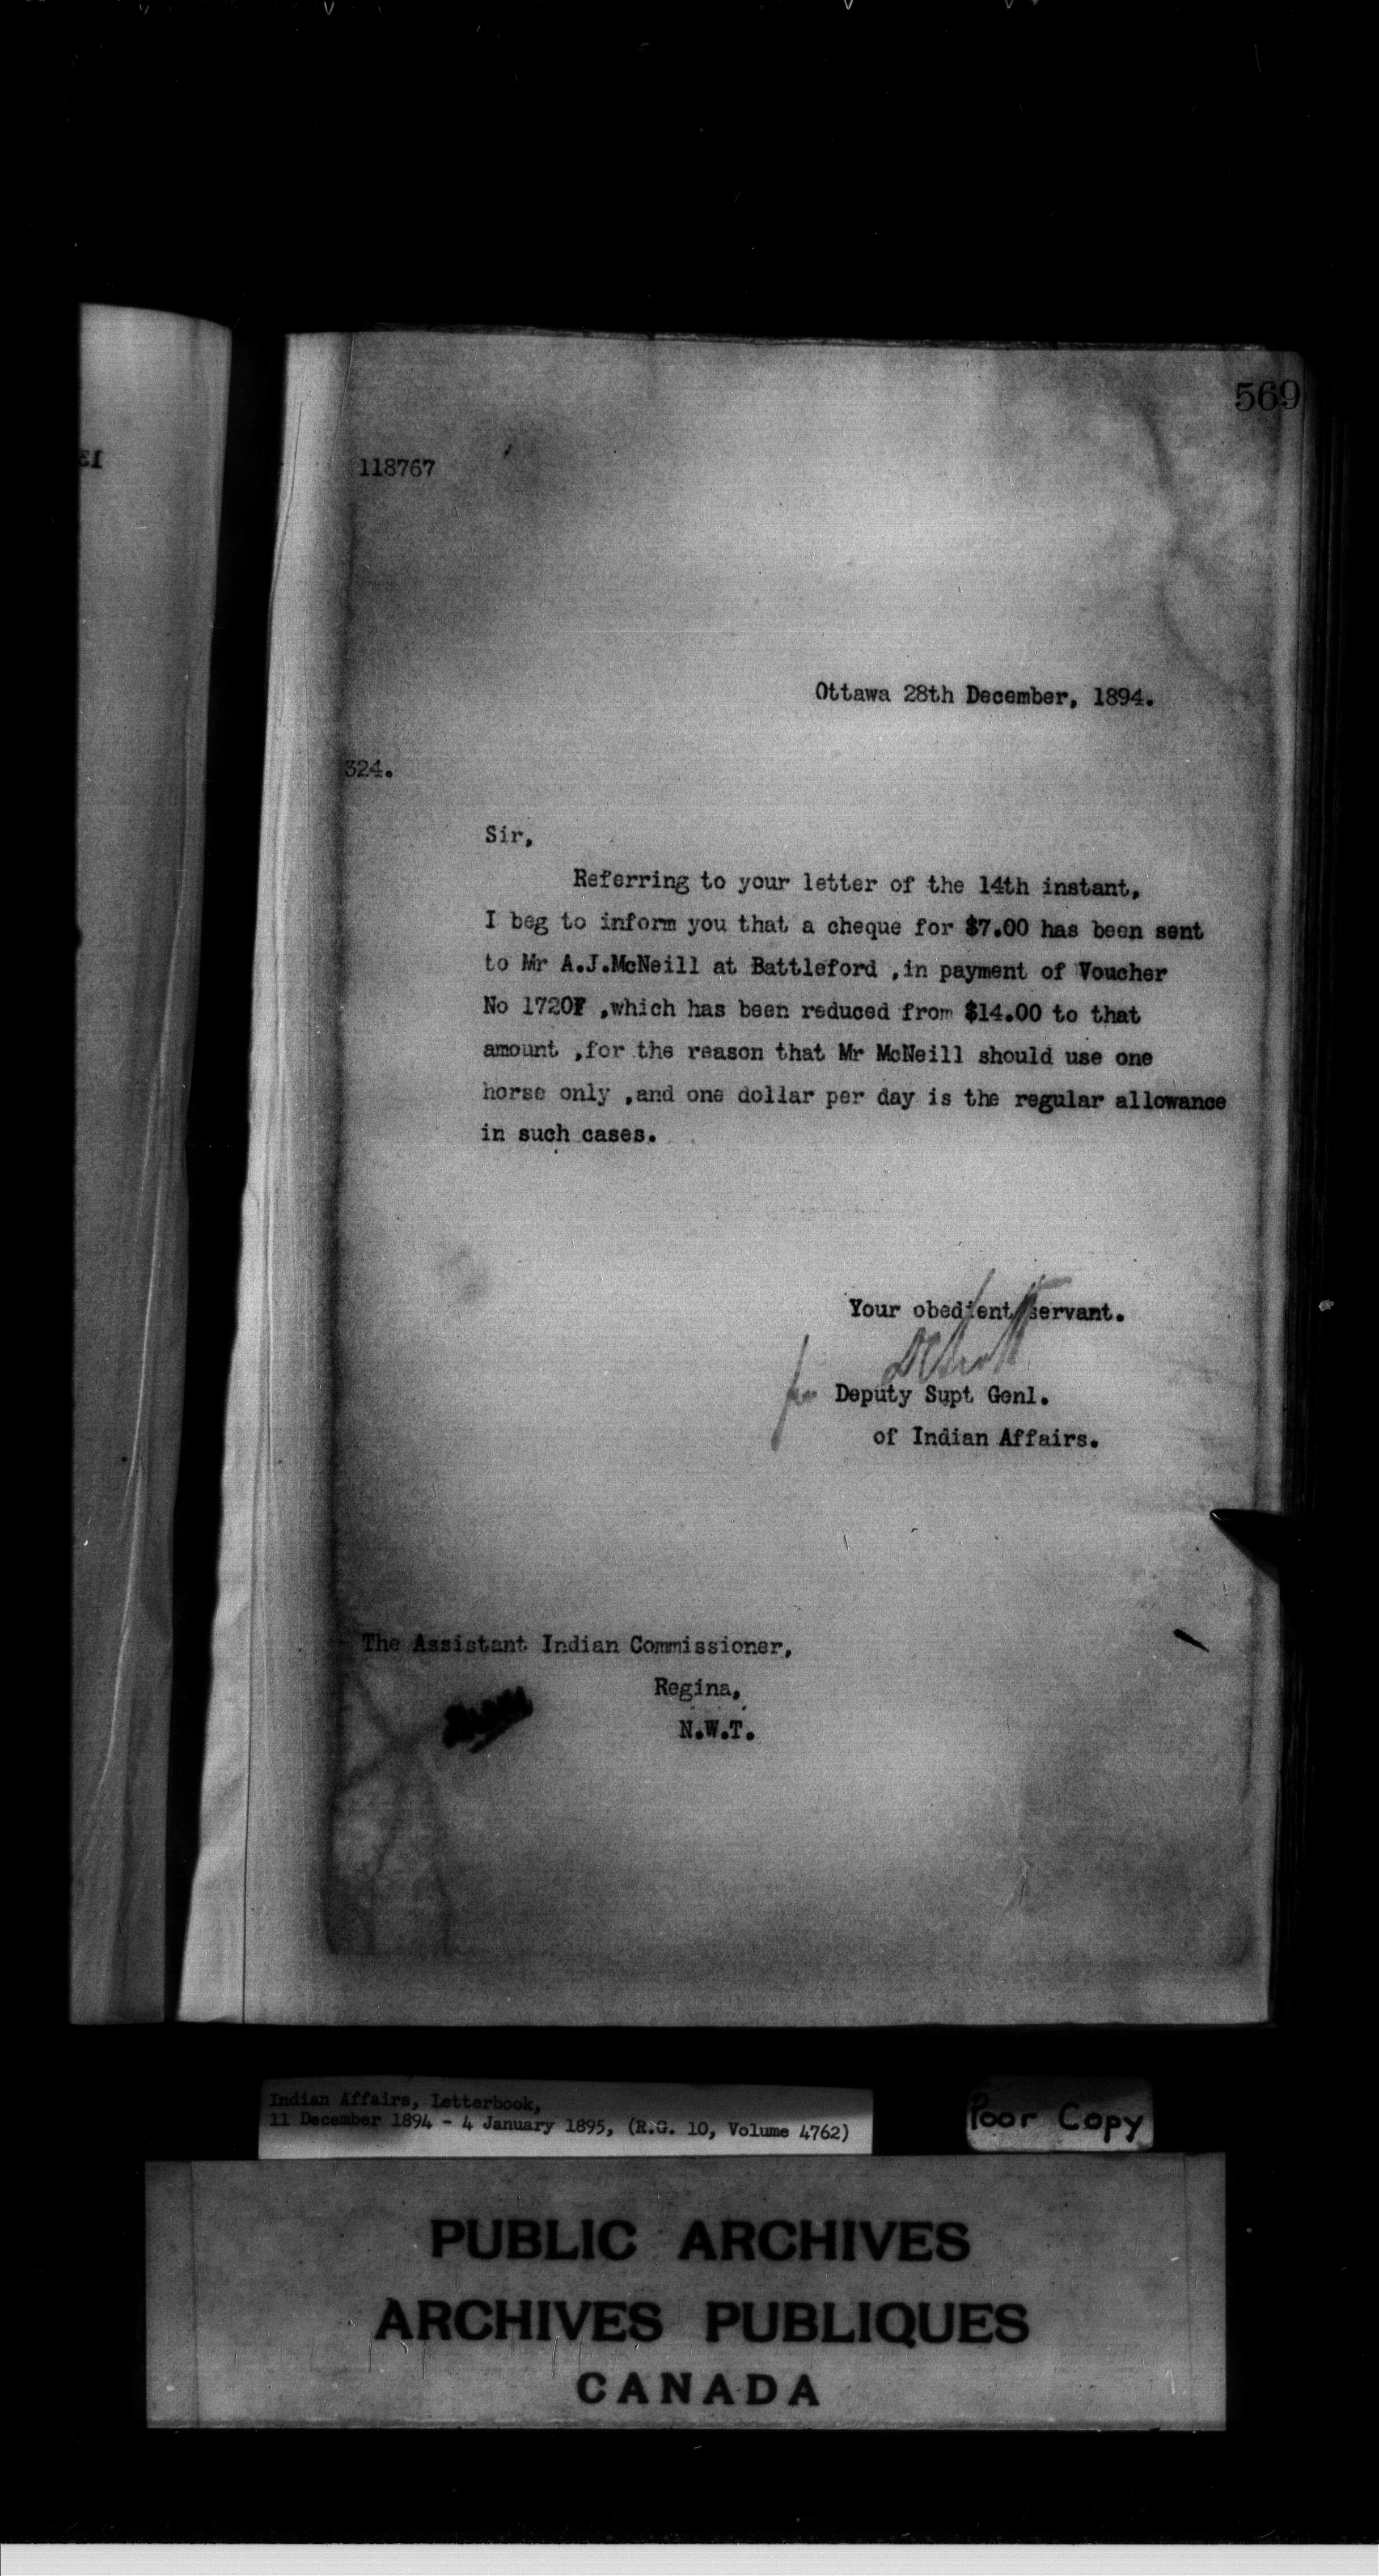 569
118767
Ottawa 28th December, 1894.
324.
Sir,
Referring to your letter of the 14th instant,
I beg to inform you that a cheque for $7.00 has been sent
to Mr A.J.McNeill at Battleford ,in payment of Voucher
No 1720F ,which has been reduced from $14.00 to that
amount ,for the reason that Mr McNeill should use one
horse only ,and one dollar per day is the regular allowance
in such cases.
Your obedient servant.
for Deputy Supt Genl.
of Indian Affairs.
The Assistant Indian Commissioner,
Regina,
N.W.T.
Indian Affairs, Letterbook,
11 December 1894 - 4 January 1895, (R.G. 10, Volume 4762)
Poor Copy
PUBLIC ARCHIVES
ARCHIVES PUBLIQUES
CANADA